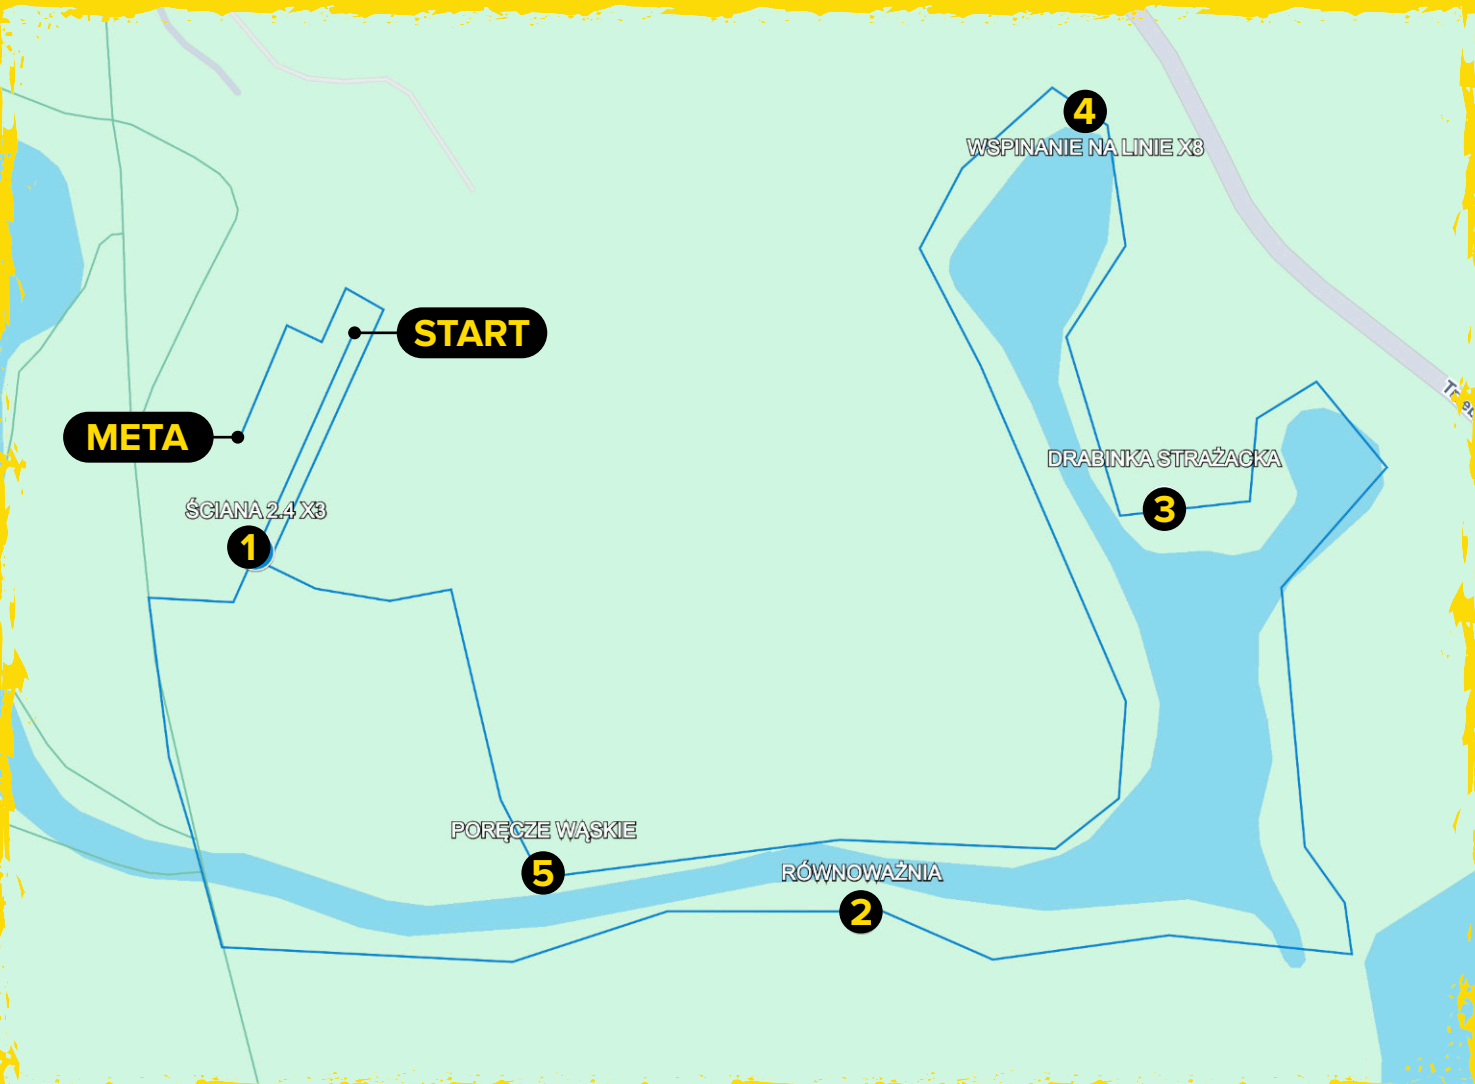 4
WSPINANIE NA LINIE X8
START
META
DRABINKA STRAŻACKA
3
ŚCIANA 2.4 X3
1
PORĘCZE WĄSKIE
5
RÓWNOWAŻNIA
2